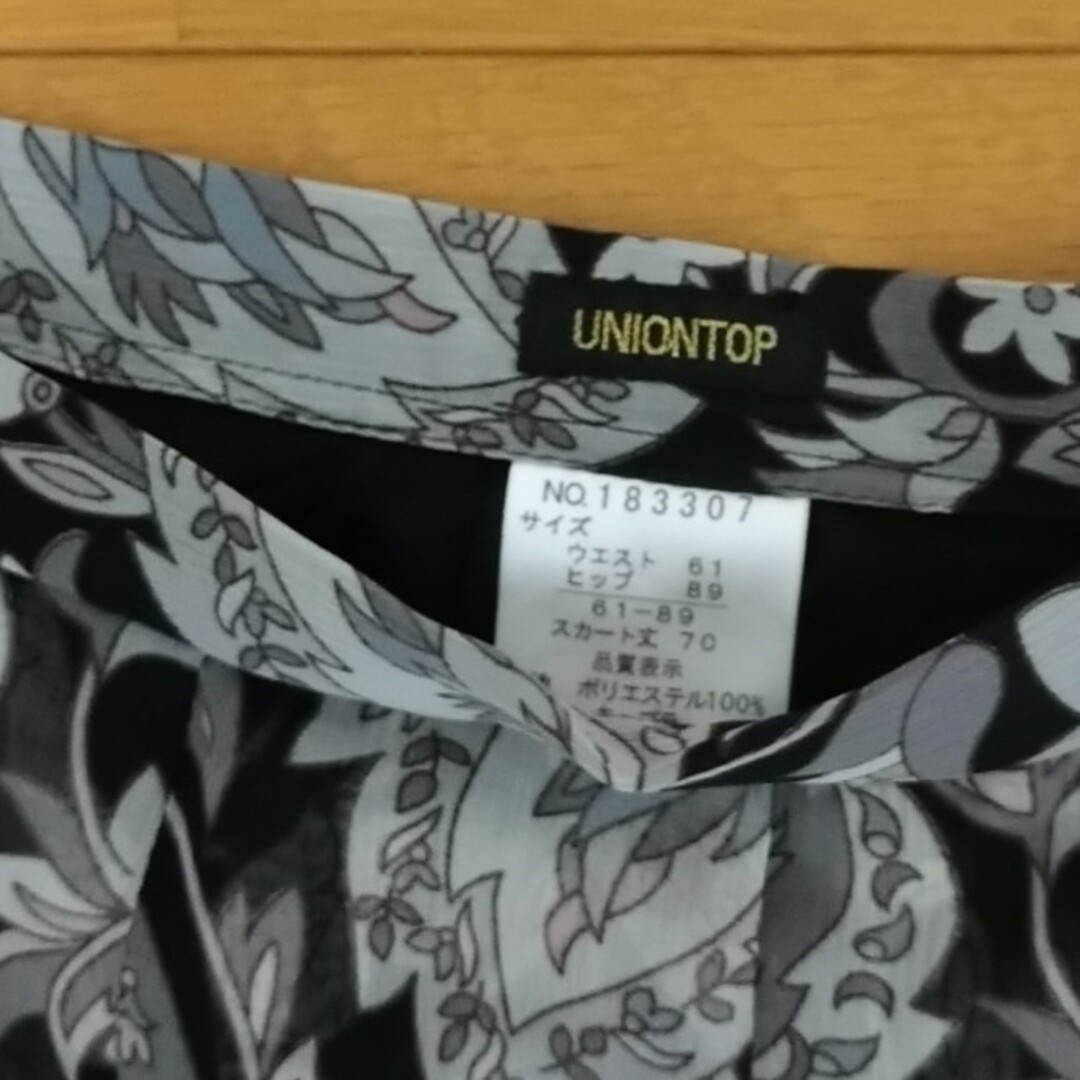 UNIONTOP
NO.183307
サイズ
ウエスト 61
ヒップ 89
61-89
スカート丈 70
品質表示
ポリエステル100%